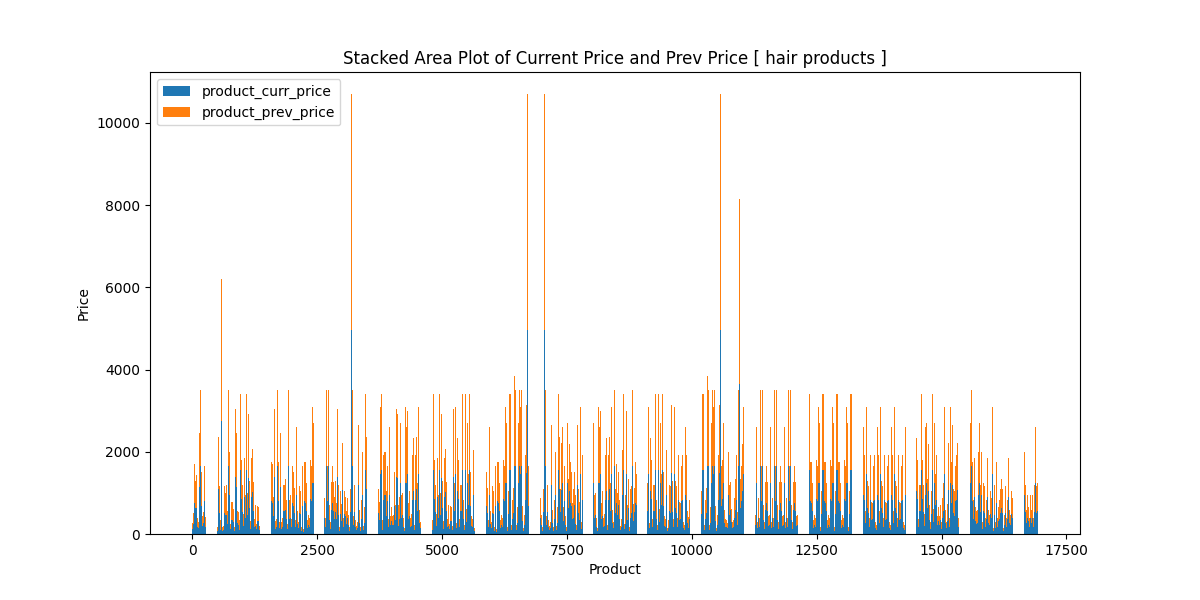 Stacked Area Plot of Current Price and Prev Price [ hair products ]
product_curr_price
product_prev_price
10000
8000
6000
4000
2000
0
Price
0 2500 5000 7500 10000 12500 15000 17500
Product